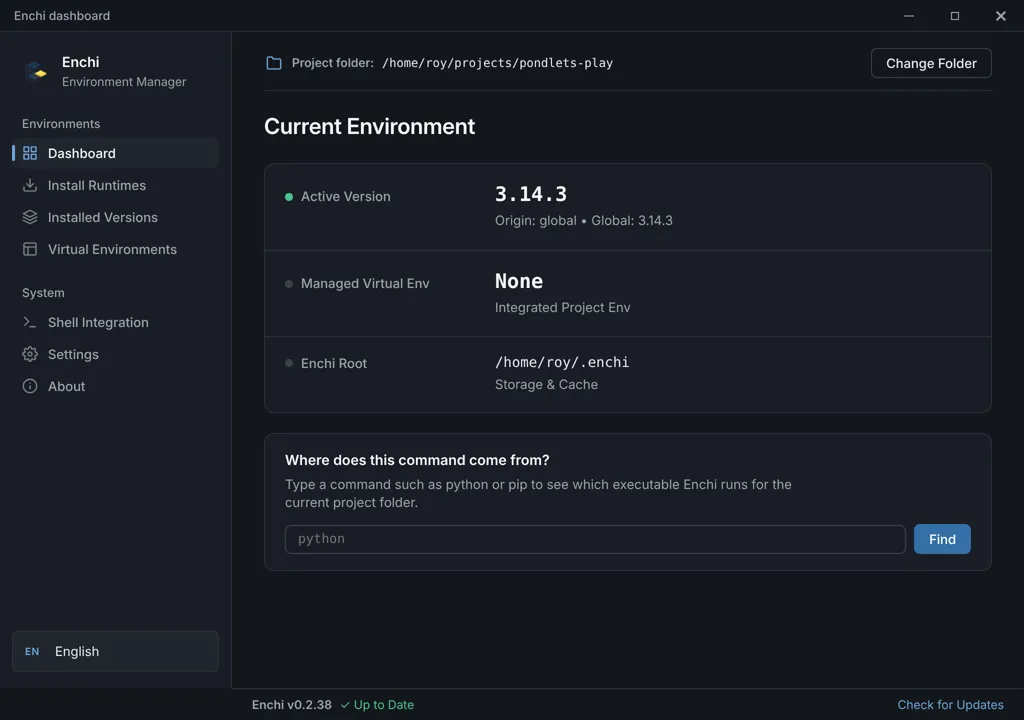 Enchi dashboard
Enchi
Environment Manager
Environments
Dashboard
Install Runtimes
Installed Versions
Virtual Environments
System
Shell Integration
Settings
About
EN English
Project folder: /home/roy/projects/pondlets-play
Change Folder
Current Environment
Active Version
3.14.3
Origin: global • Global: 3.14.3
Managed Virtual Env
None
Integrated Project Env
Enchi Root
/home/roy/.enchi
Storage & Cache
Where does this command come from?
Type a command such as python or pip to see which executable Enchi runs for the
current project folder.
python
Find
Enchi v0.2.38 ✓ Up to Date
Check for Updates